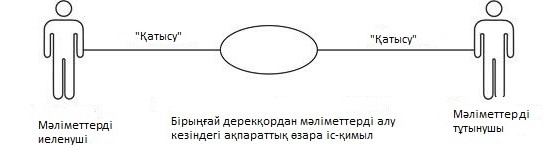 "Қатысу"
"Қатысу"
Мәліметтерді
иеленуші
Бірыңғай дерекқордан мәліметтерді алу
кезіндегі ақпараттық өзара іс-қимыл
Мәліметтерді
тұтынушы